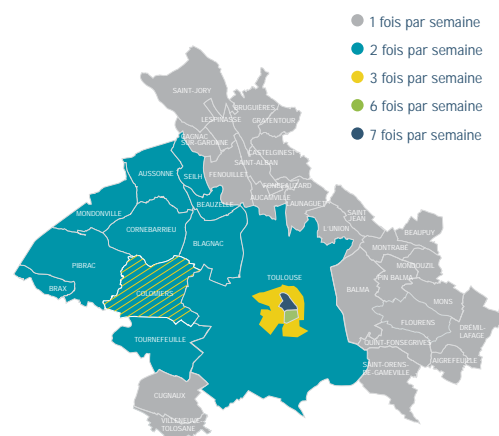 1 fois par semaine
2 fois par semaine
3 fois par semaine
6 fois par semaine
7 fois par semaine
SAINT-JORY
BRUGUIÈRES
LESPINASSE
GRATENTOUR
GAGNAC
SUR-GARONNE
CASTELGINEST
SAINT-ALBAN
AUSSONNE
SEILH
FENOUILLET
FONBEAUZARD
AUCAMVILLE
LAUNAGUET
BEAUZELLE
MONDONVILLE
SAINT
JEAN
L'UNION
CORNEBARRIEU
BLAGNAC
BEAUPUY
MONTRABE
PIBRAC
MONDOUZIL
TOULOUSE
PIN BALMA
BRAX
COLOMIERS
BALMA
MONS
FLOURENS
DRÉMIL-
LAFAGE
TOURNEFEUILLE
QUINT-FONSEGRIVES
AIGREFEUILLE
SAINT-ORENS-
DE-GAMEVILLE
CUGNAUX
VILLENEUVE-
TOLOSANE